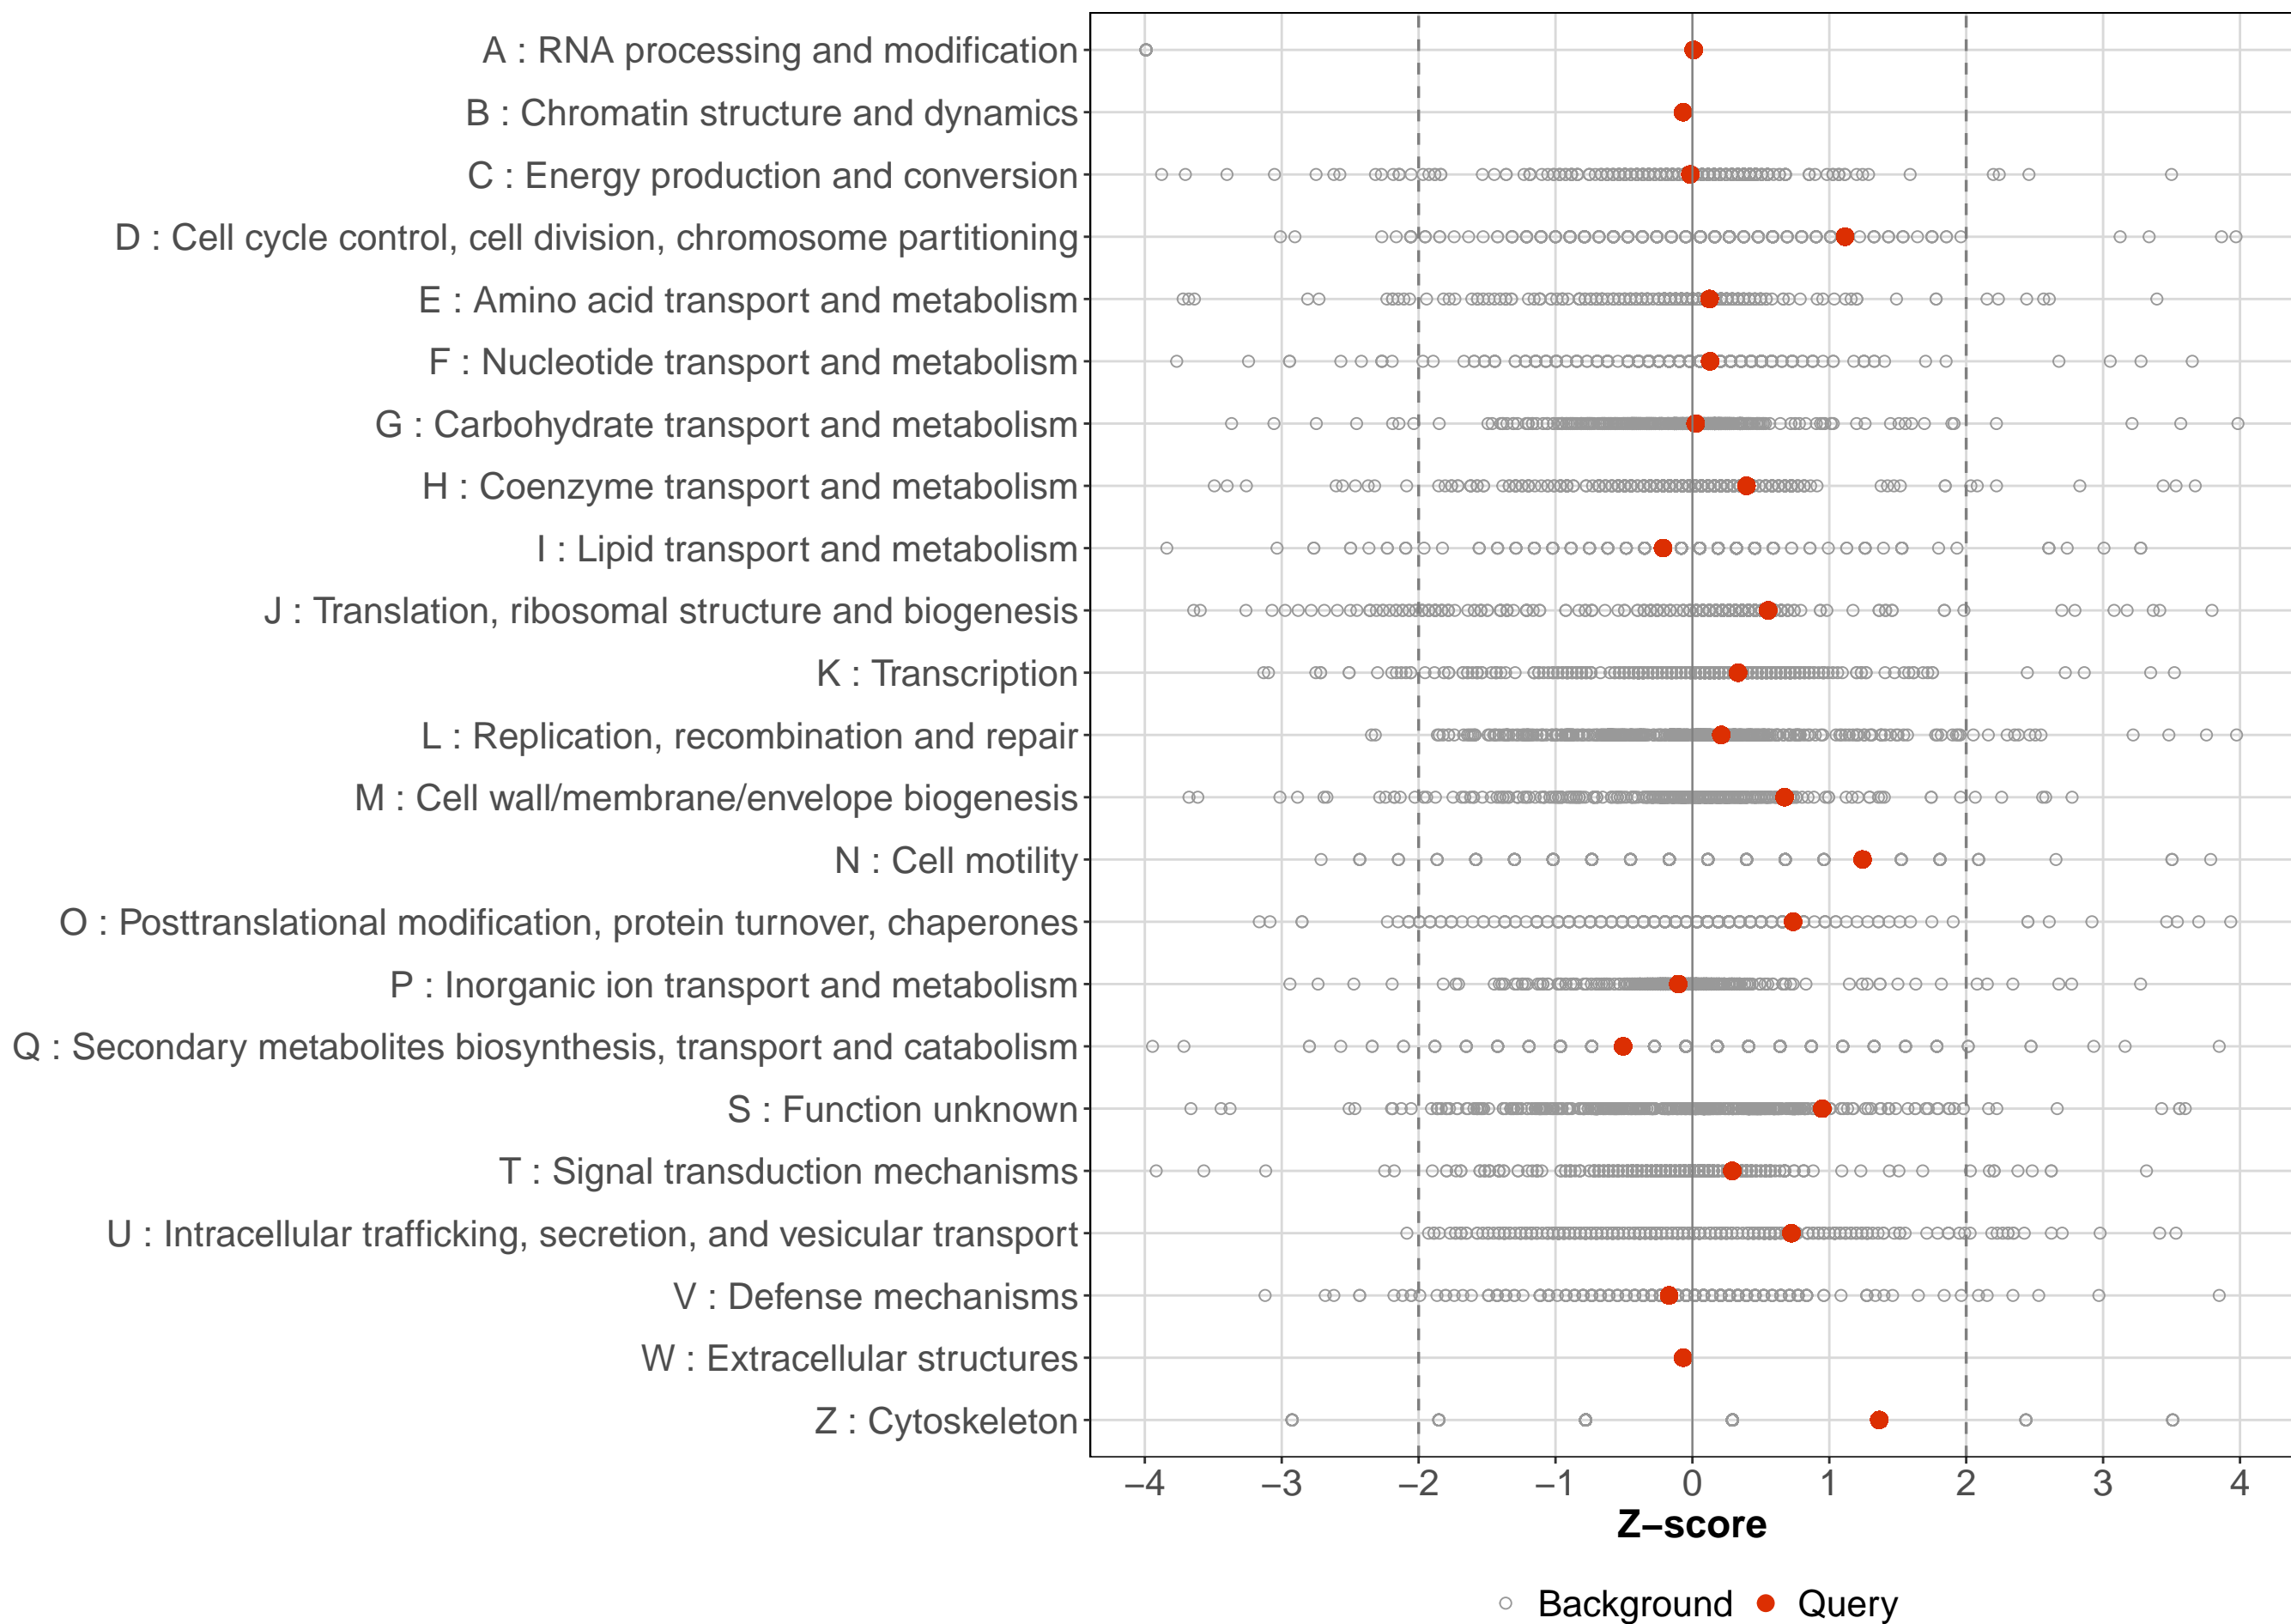 A : RNA processing and modification
B : Chromatin structure and dynamics
C : Energy production and conversion
D : Cell cycle control, cell division, chromosome partitioning
E : Amino acid transport and metabolism
F : Nucleotide transport and metabolism
G : Carbohydrate transport and metabolism
H : Coenzyme transport and metabolism
I : Lipid transport and metabolism
J : Translation, ribosomal structure and biogenesis
K : Transcription
L : Replication, recombination and repair
M : Cell wall/membrane/envelope biogenesis
N : Cell motility
O : Posttranslational modification, protein turnover, chaperones
P : Inorganic ion transport and metabolism
Q : Secondary metabolites biosynthesis, transport and catabolism
S : Function unknown
T : Signal transduction mechanisms
U : Intracellular trafficking, secretion, and vesicular transport
V : Defense mechanisms
W : Extracellular structures
Z : Cytoskeleton
−4 −3 −2 −1 0 1 2 3 4
Z−score
Background Query